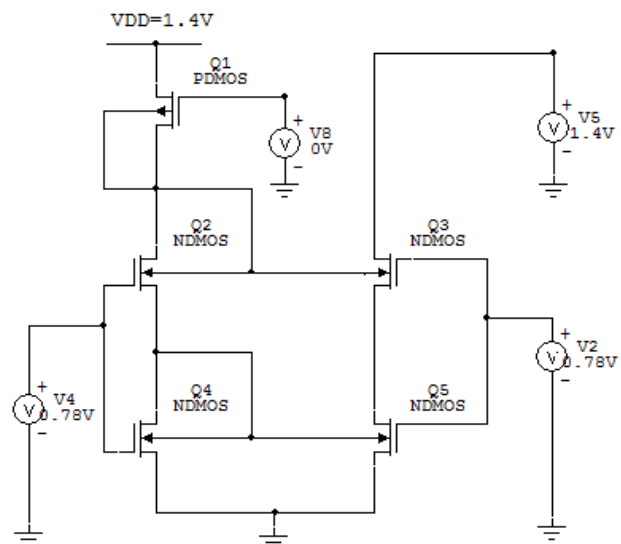 VDD=1.4V
Q1
PDMOS
V8
0V
V5
1.4V
Q2
NDMOS
Q3
NDMOS
V4
0.78V
Q4
NDMOS
Q5
NDMOS
V2
0.78V
+
-
V
+
-
V
+
-
V
+
-
V